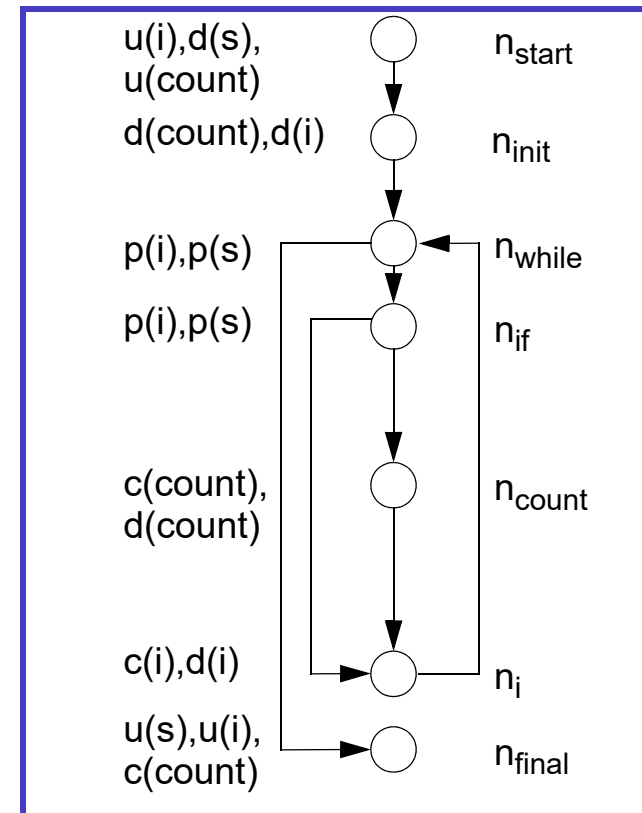 u(i),d(s),
u(count)
n_start
d(count),d(i)
n_init
p(i),p(s)
n_while
p(i),p(s)
n_if
c(count),
d(count)
n_count
c(i),d(i)
n_i
u(s),u(i),
c(count)
n_final